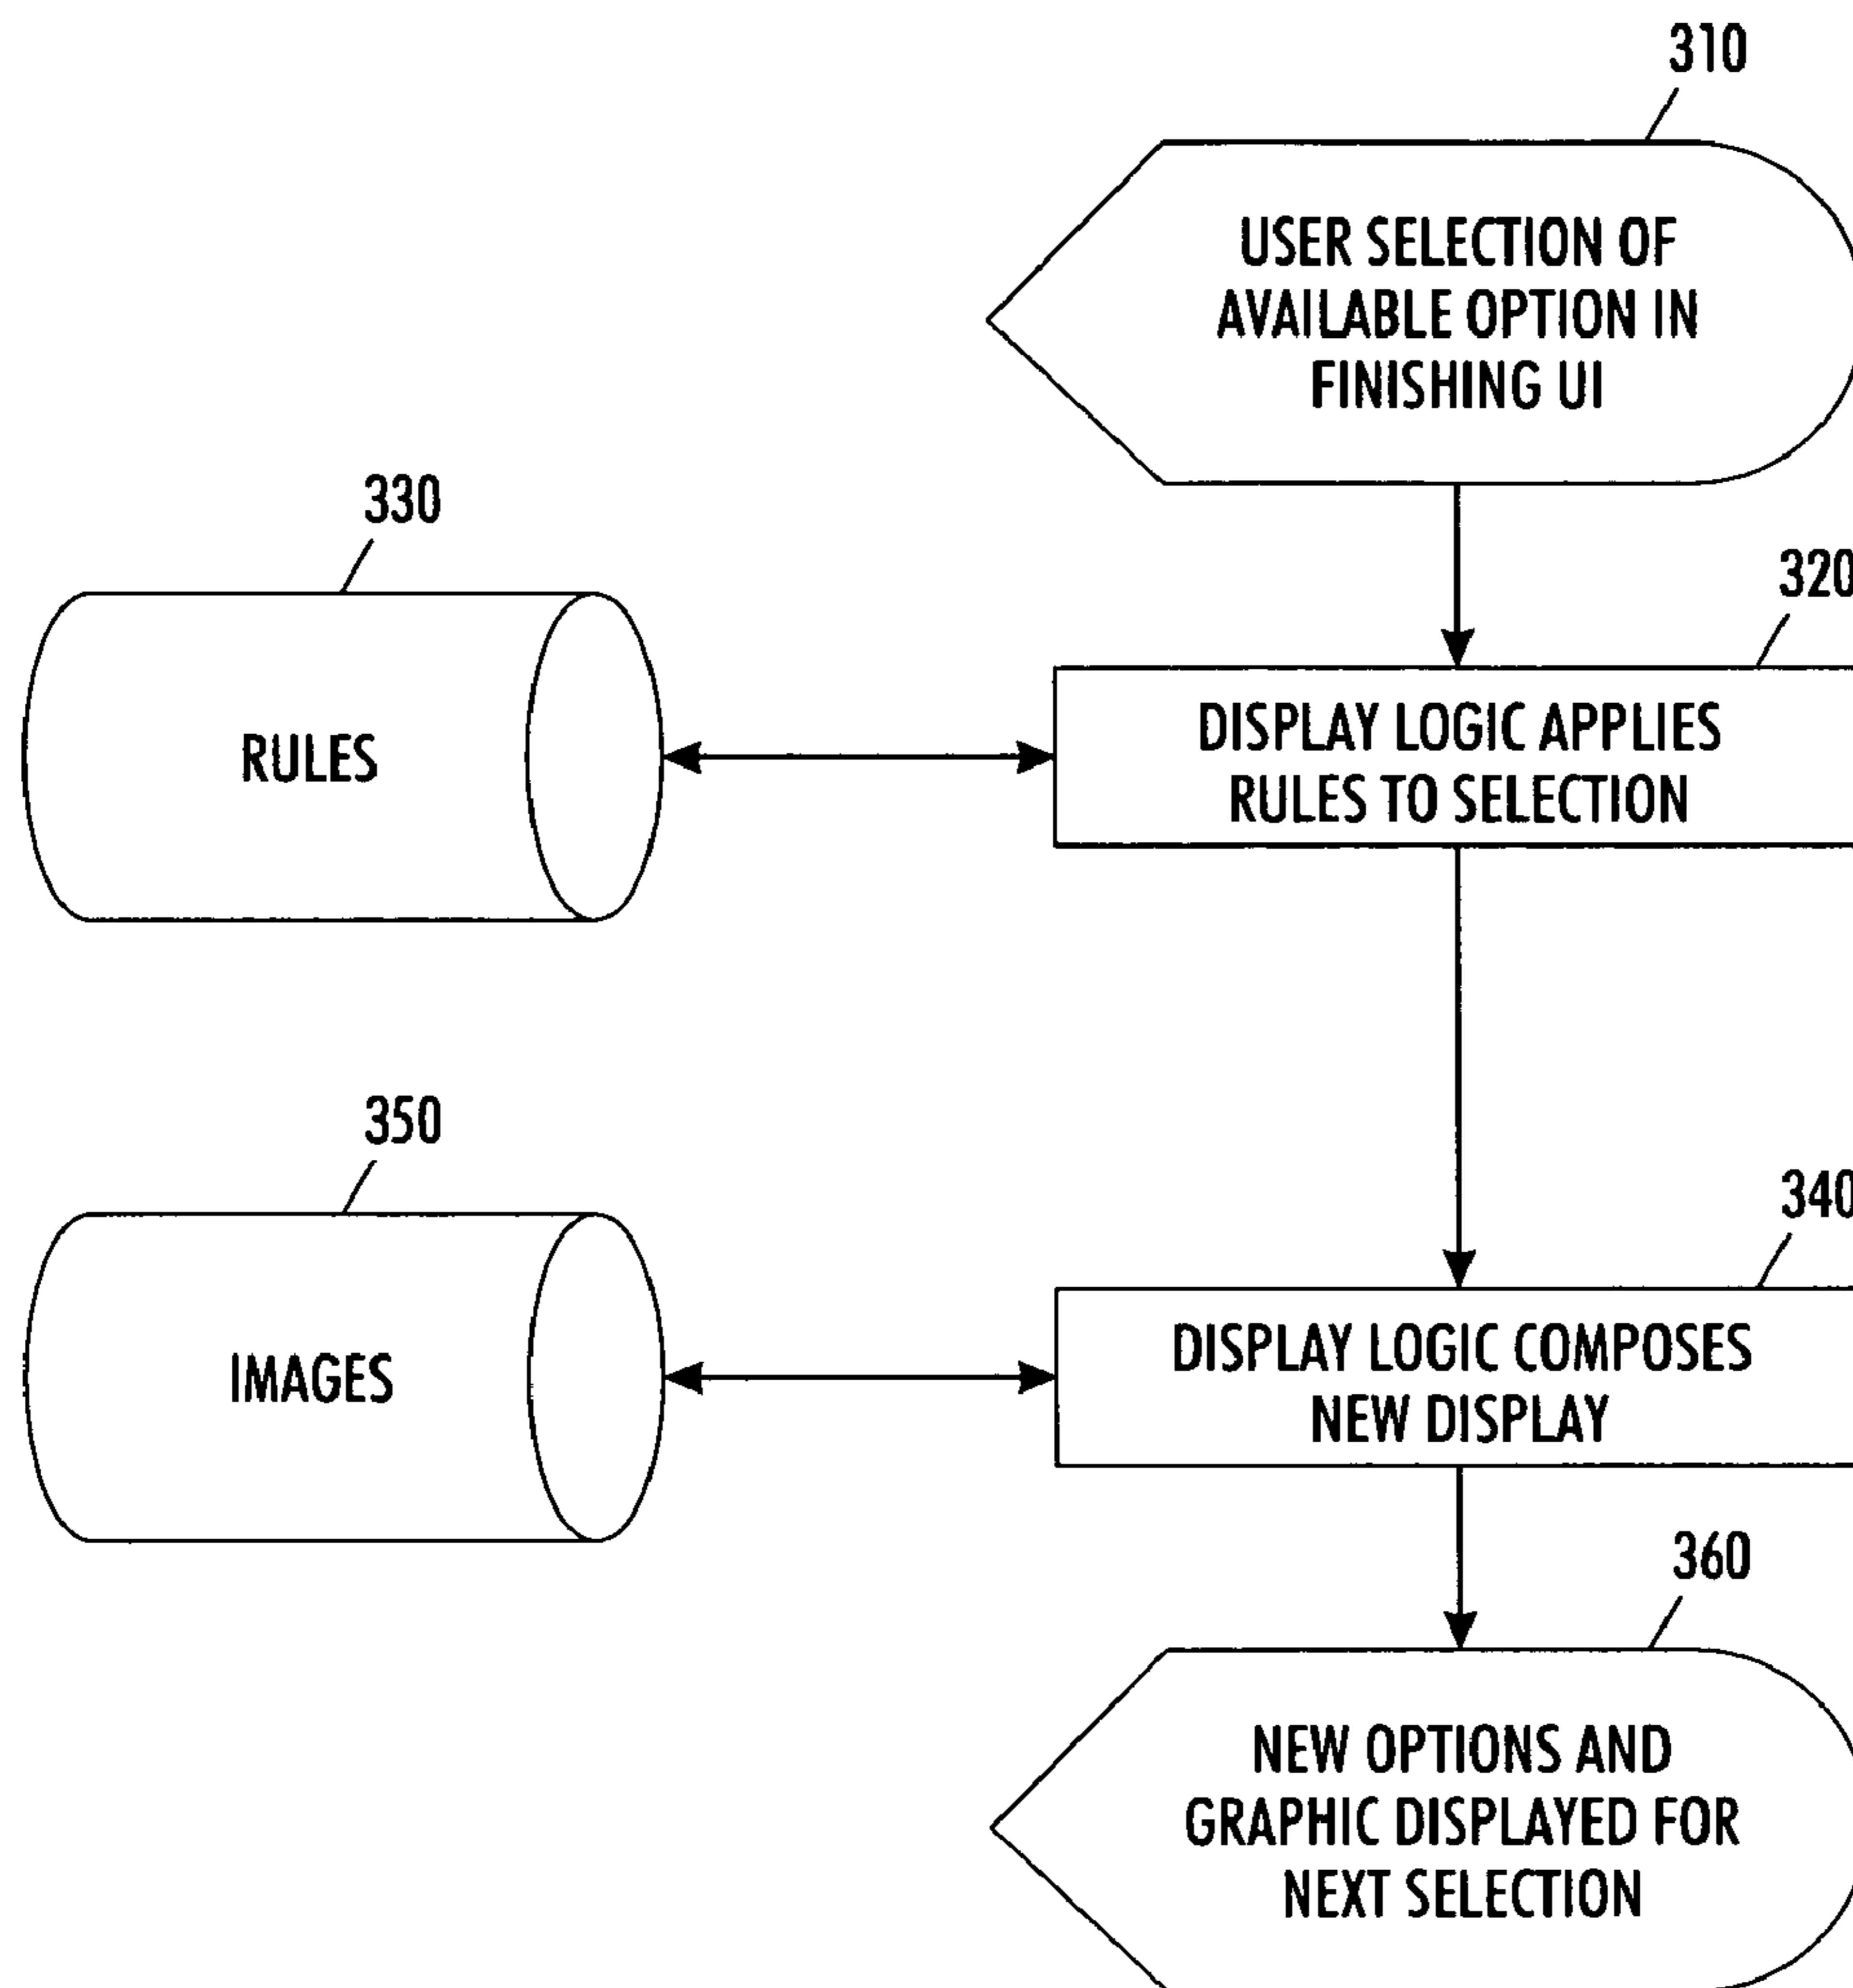 310
USER SELECTION OF
AVAILABLE OPTION IN
FINISHING UI
330
320
RULES
DISPLAY LOGIC APPLIES
RULES TO SELECTION
350
340
IMAGES
DISPLAY LOGIC COMPOSES
NEW DISPLAY
360
NEW OPTIONS AND
GRAPHIC DISPLAYED FOR
NEXT SELECTION